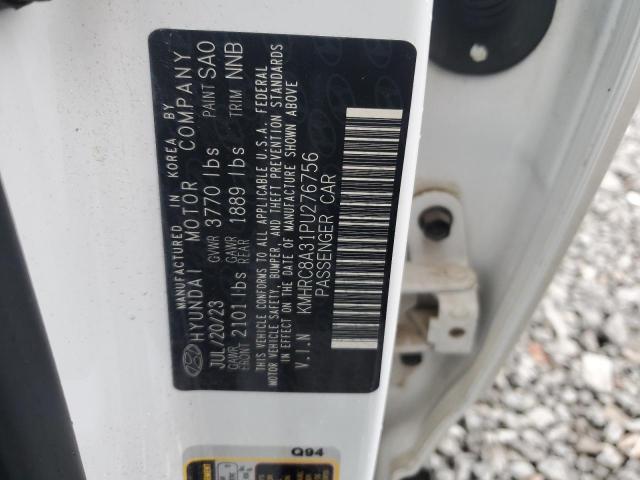 MANUFACTURED IN KOREA BY
HYUNDAI MOTOR COMPANY
JUL/20/23 GVWR 3770 lbs PAINT SAO
GAWR FRONT 2101 lbs GAWR REAR 1889 lbs TRIM NNB
THIS VEHICLE CONFORMS TO ALL APPLICABLE U.S.A. FEDERAL
MOTOR VEHICLE SAFETY, BUMPER, AND THEFT PREVENTION STANDARDS
IN EFFECT ON THE DATE OF MANUFACTURE SHOWN ABOVE
V.I.N KMHRC8A31PU276756
PASSENGER CAR
Q94